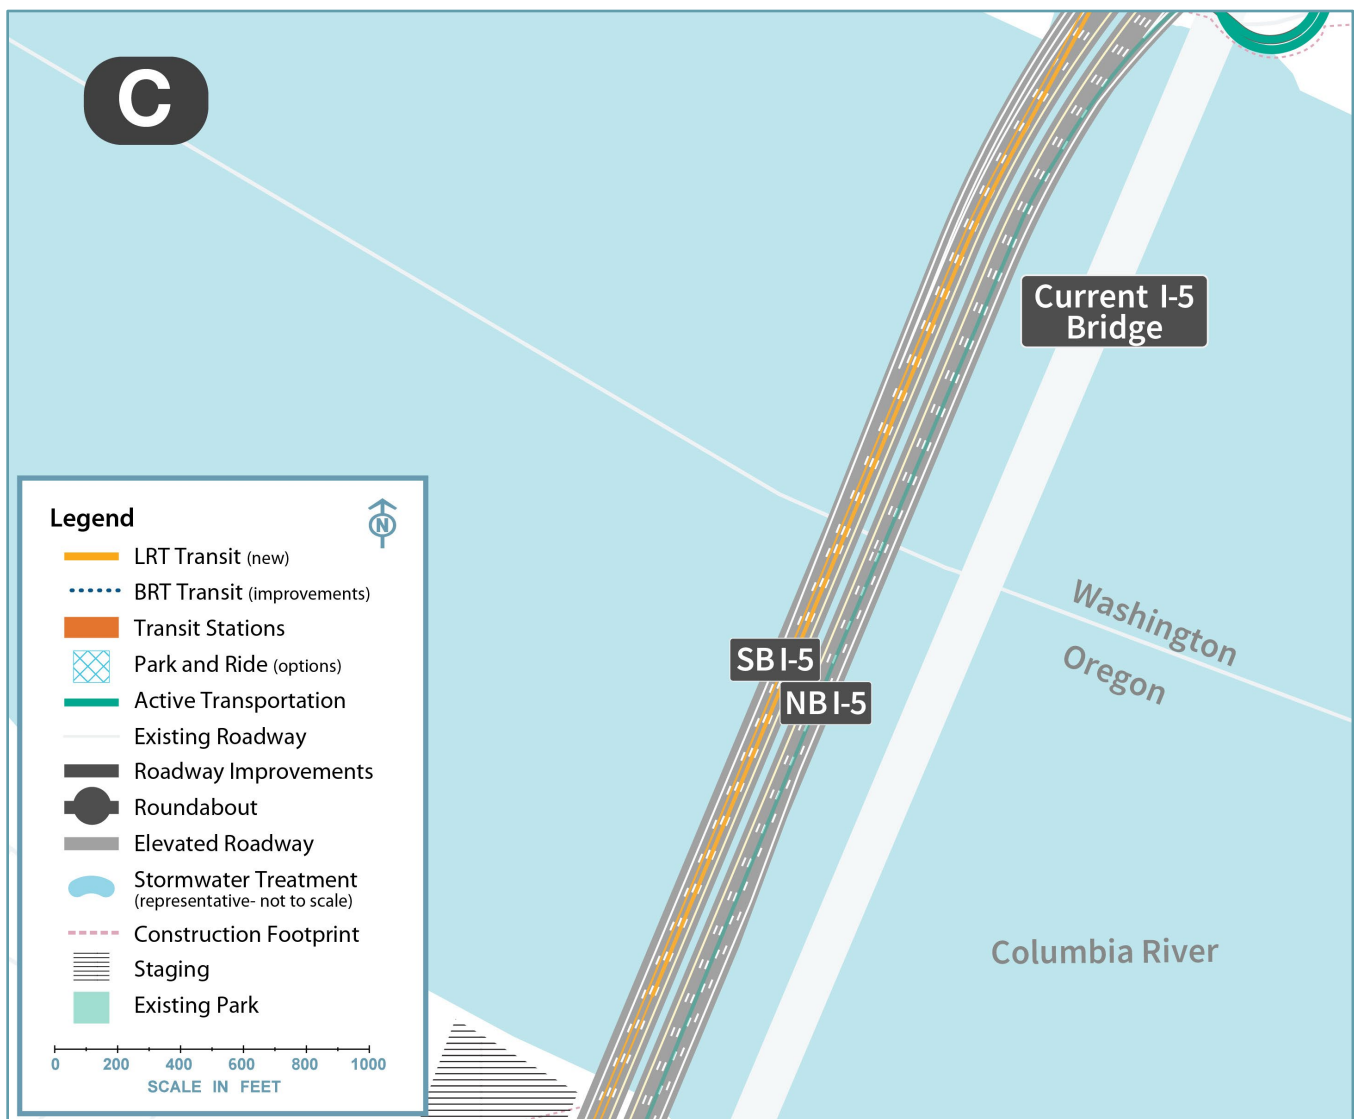 C
Current I-5
Bridge
Washington
Oregon
SB I-5
NB I-5
Columbia River
Legend
N
LRT Transit (new)
BRT Transit (improvements)
Transit Stations
Park and Ride (options)
Active Transportation
Existing Roadway
Roadway Improvements
Roundabout
Elevated Roadway
Stormwater Treatment
(representative- not to scale)
Construction Footprint
Staging
Existing Park
0 200 400 600 800 1000
SCALE IN FEET